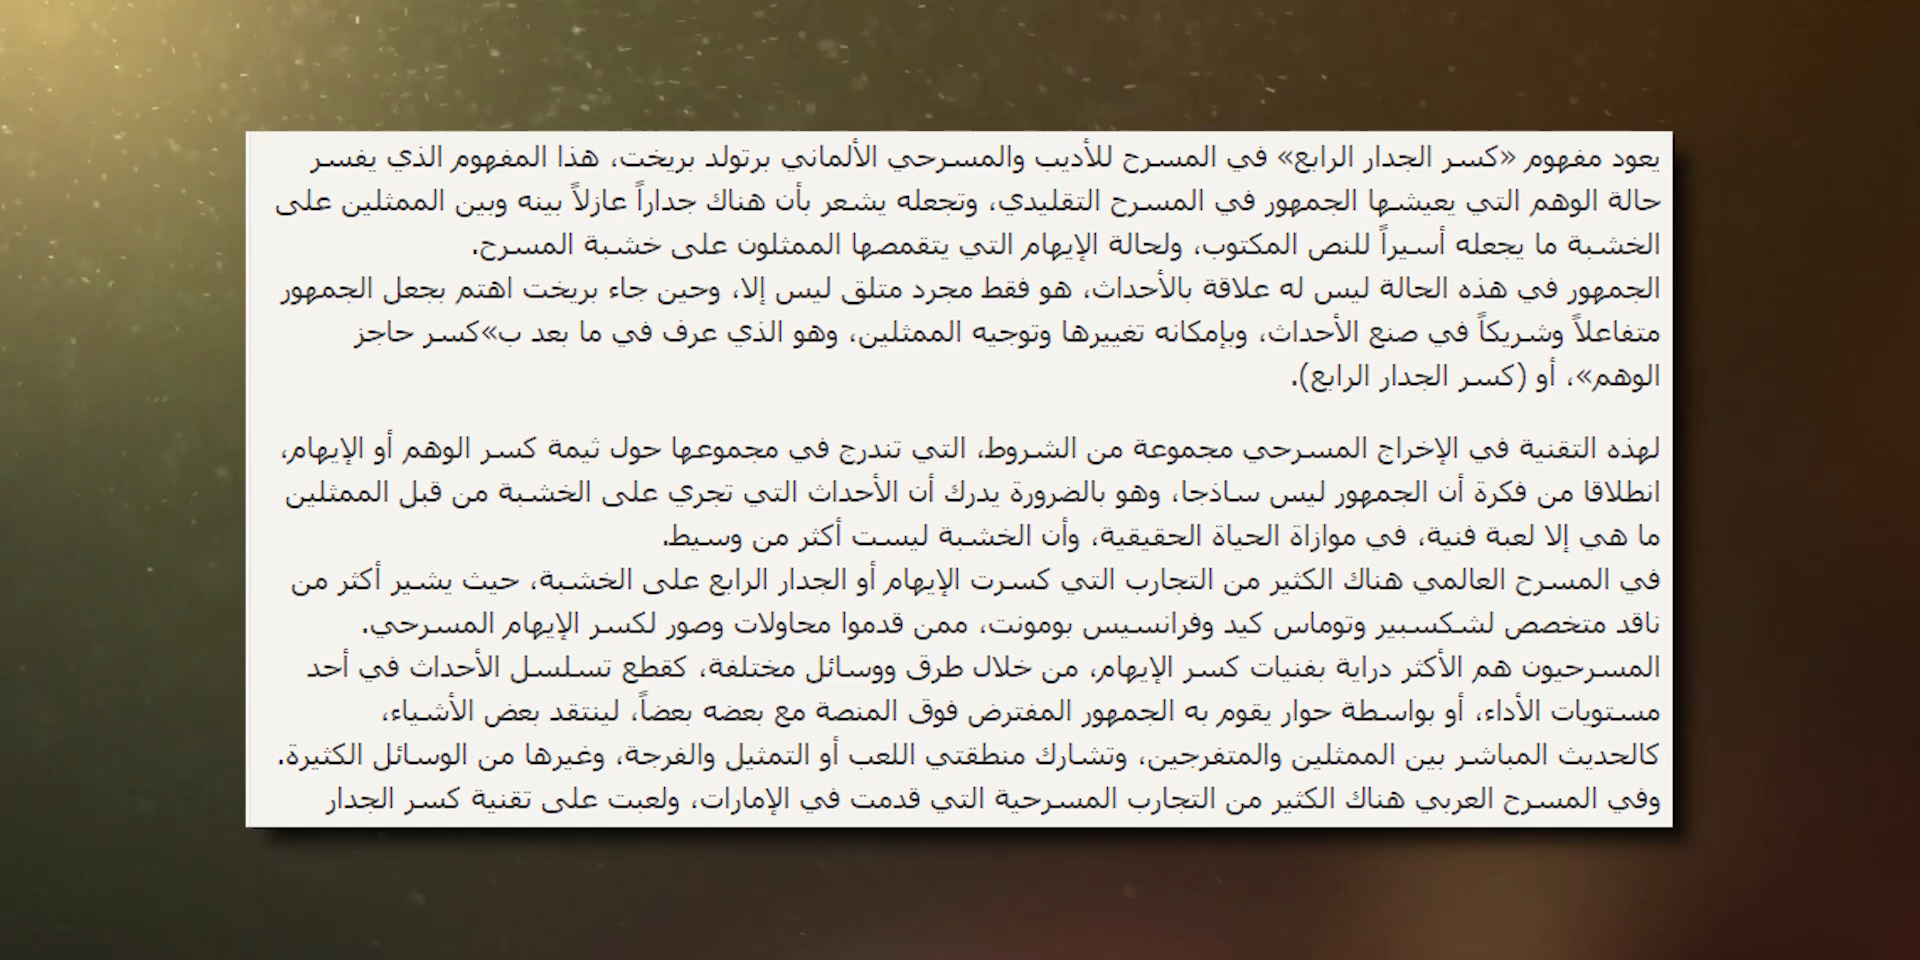 يعود مفهوم «كسر الجدار الرابع» في المسرح للأديب والمسرحي الألماني برتولد بريخت، هذا المفهوم الذي يفسر
حالة الوهم التي يعيشها الجمهور في المسرح التقليدي، وتجعله يشعر بأن هناك جداراً عازلاً بينه وبين الممثلين على
الخشبة ما يجعله أسيراً للنص المكتوب، ولحالة الإيهام التي يتقمصها الممثلون على خشبة المسرح.
الجمهور في هذه الحالة ليس له علاقة بالأحداث، هو فقط مجرد متلق ليس إلا، وحين جاء بريخت اهتم بجعل الجمهور
متفاعلاً وشريكاً في صنع الأحداث، وبإمكانه تغييرها وتوجيه الممثلين، وهو الذي عرف في ما بعد ب»كسر حاجز
الوهم»، أو (كسر الجدار الرابع).
لهذه التقنية في الإخراج المسرحي مجموعة من الشروط، التي تندرج في مجموعها حول ثيمة كسر الوهم أو الإيهام،
انطلاقا من فكرة أن الجمهور ليس ساذجا، وهو بالضرورة يدرك أن الأحداث التي تجري على الخشبة من قبل الممثلين
ما هي إلا لعبة فنية، في موازاة الحياة الحقيقية، وأن الخشبة ليست أكثر من وسيط.
في المسرح العالمي هناك الكثير من التجارب التي كسرت الإيهام أو الجدار الرابع على الخشبة، حيث يشير أكثر من
ناقد متخصص لشكسبير وتوماس كيد وفرانسيس بومونت، ممن قدموا محاولات وصور لكسر الإيهام المسرحي.
المسرحيون هم الأكثر دراية بفنيات كسر الإيهام، من خلال طرق ووسائل مختلفة، كقطع تسلسل الأحداث في أحد
مستويات الأداء، أو بواسطة حوار يقوم به الجمهور المفترض فوق المنصة مع بعضه بعضاً، لينتقد بعض الأشياء،
كالحديث المباشر بين الممثلين والمتفرجين، وتشارك منطقتي اللعب أو التمثيل والفرجة، وغيرها من الوسائل الكثيرة.
وفي المسرح العربي هناك الكثير من التجارب المسرحية التي قدمت في الإمارات، ولعبت على تقنية كسر الجدار